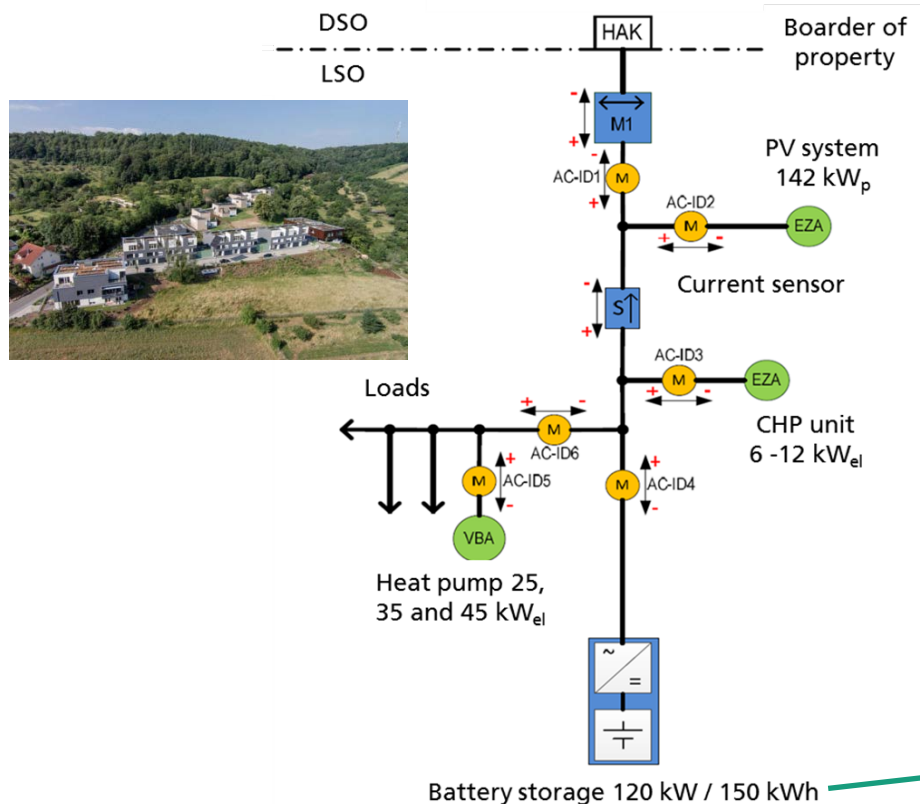 DSO
HAK
Boarder of
property
LSO
- M1
+
-
AC-ID1 M
+
PV system
142 kWp
AC-ID2
M EZA
+ -
Current sensor
- S
+
AC-ID3
M EZA
+ -
CHP unit
6 -12 kWel
Loads
+ -
M
AC-ID6
+
M AC-ID5
-
+
M AC-ID4
-
VBA
Heat pump 25,
35 and 45 kWel
~
=
Battery storage 120 kW / 150 kWh